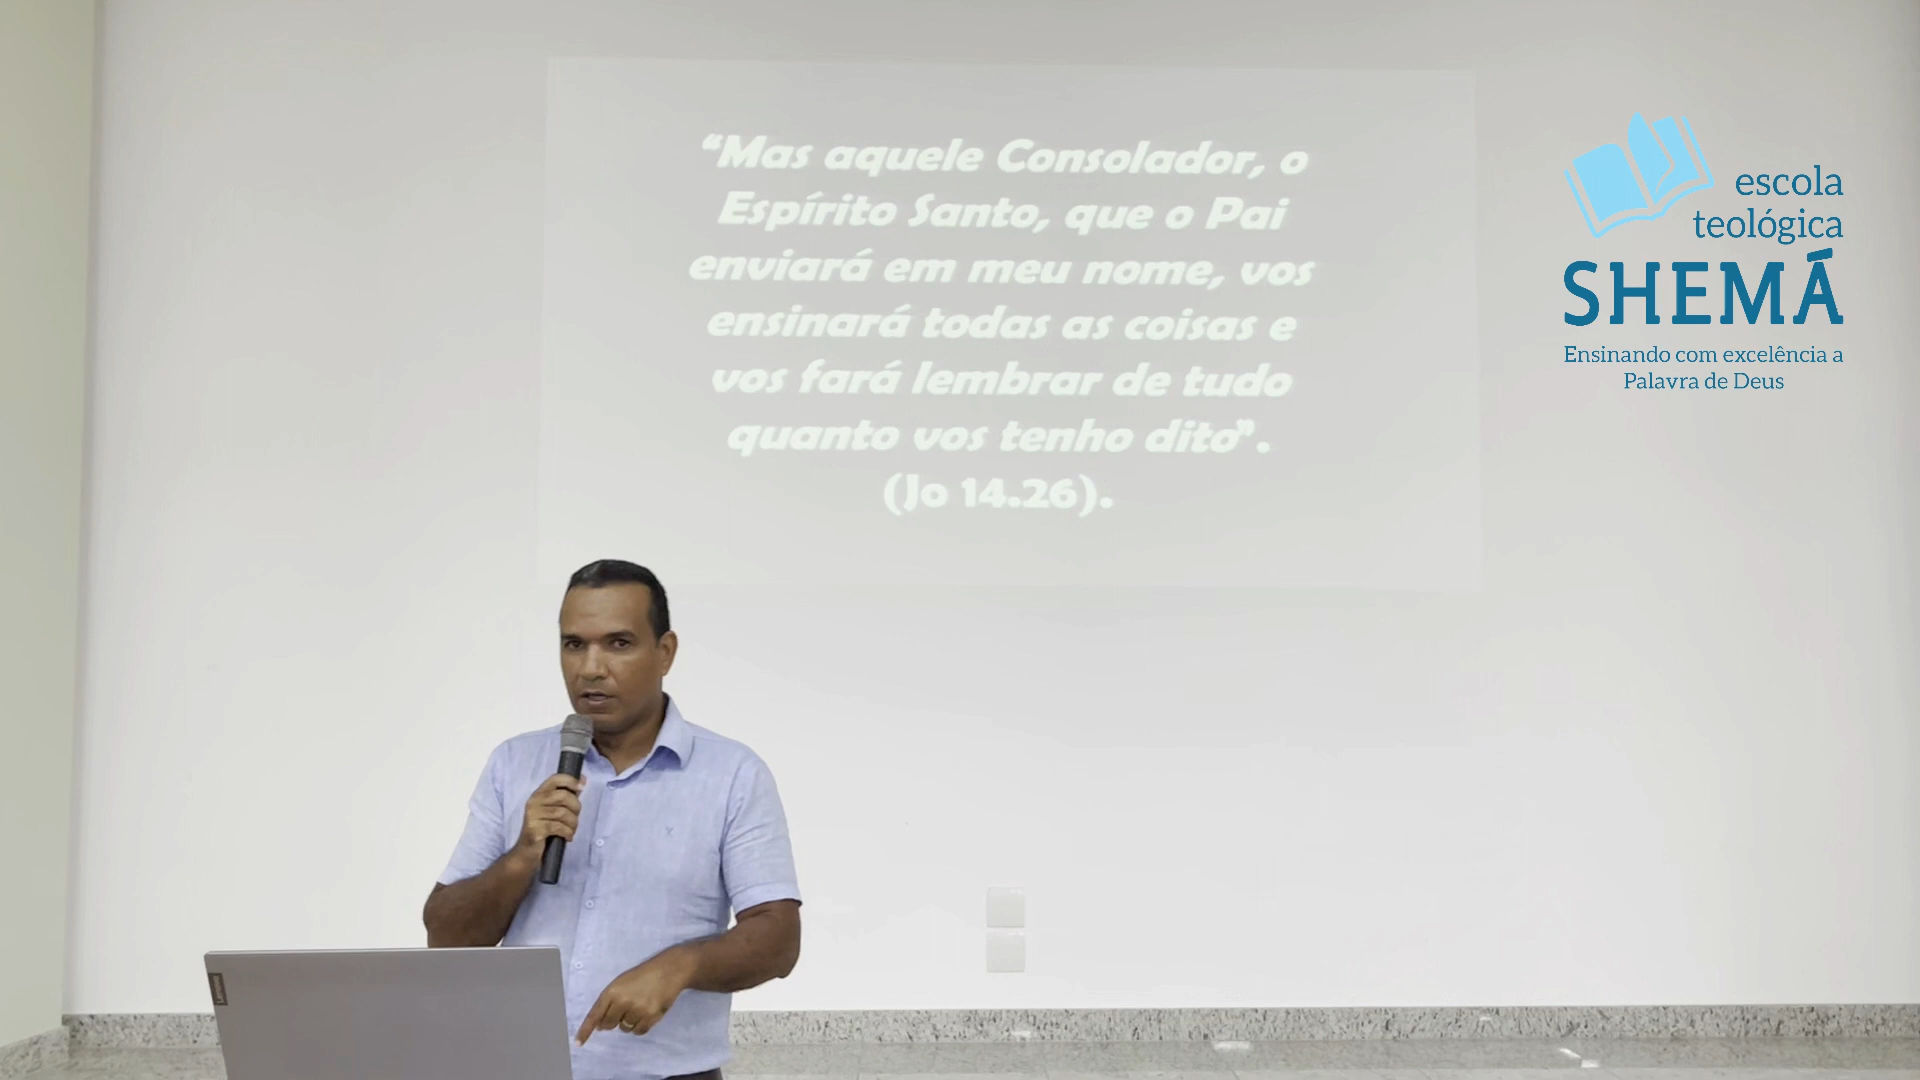 “Mas aquele Consolador, o
Espírito Santo, que o Pai
enviará em meu nome, vos
ensinará todas as coisas e
vos fará lembrar de tudo
quanto vos tenho dito”.
(Jo 14.26).
escola
teológica
SHEMÁ
Ensinando com excelência a
Palavra de Deus
Lenovo